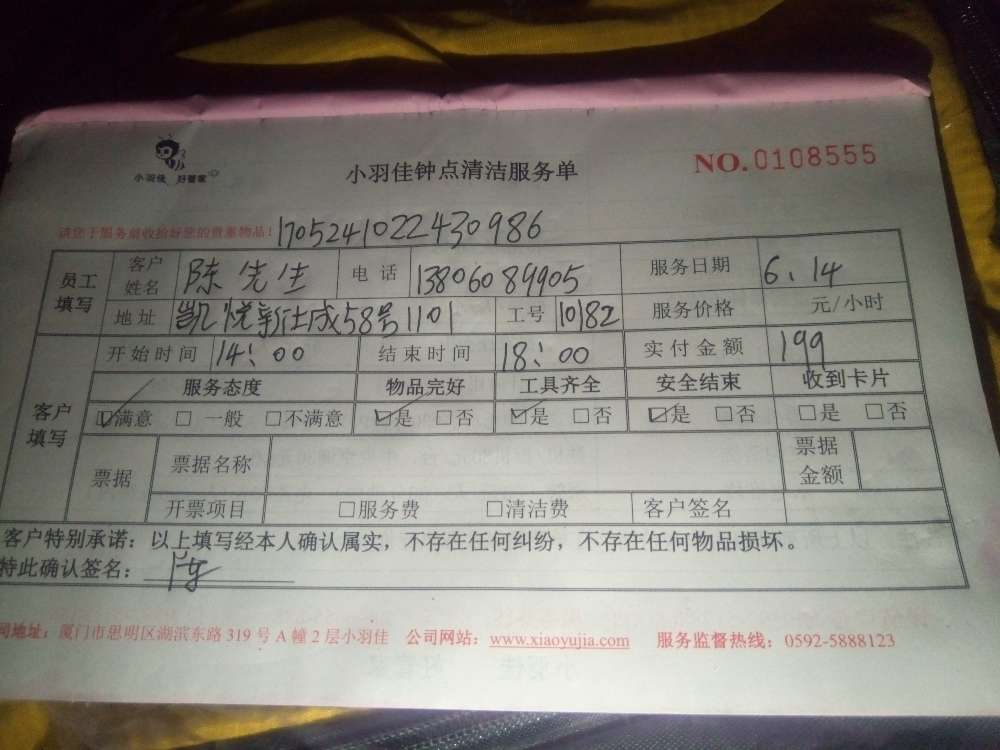 小羽佳 好管家
小羽佳钟点清洁服务单
NO.0108555
请您于服务前收拾好您的贵重物品！1705241022430986
员工填写 客户姓名 陈先生 电话 13806089905 服务日期 6.14
地址 凯悦新仕成58号1101 工号 10182 服务价格 元/小时
客户填写 开始时间 14:00 结束时间 18:00 实付金额 199
服务态度 物品完好 工具齐全 安全结束 收到卡片
☑满意 □一般 □不满意 ☑是 □否 ☑是 □否 ☑是 □否 □是 □否
票据 票据名称 票据金额
开票项目 □服务费 □清洁费 客户签名
客户特别承诺：以上填写经本人确认属实，不存在任何纠纷，不存在任何物品损坏。
特此确认签名：
地址：厦门市思明区湖滨东路 319 号 A 幢 2 层小羽佳 公司网站：www.xiaoyujia.com 服务监督热线：0592-5888123